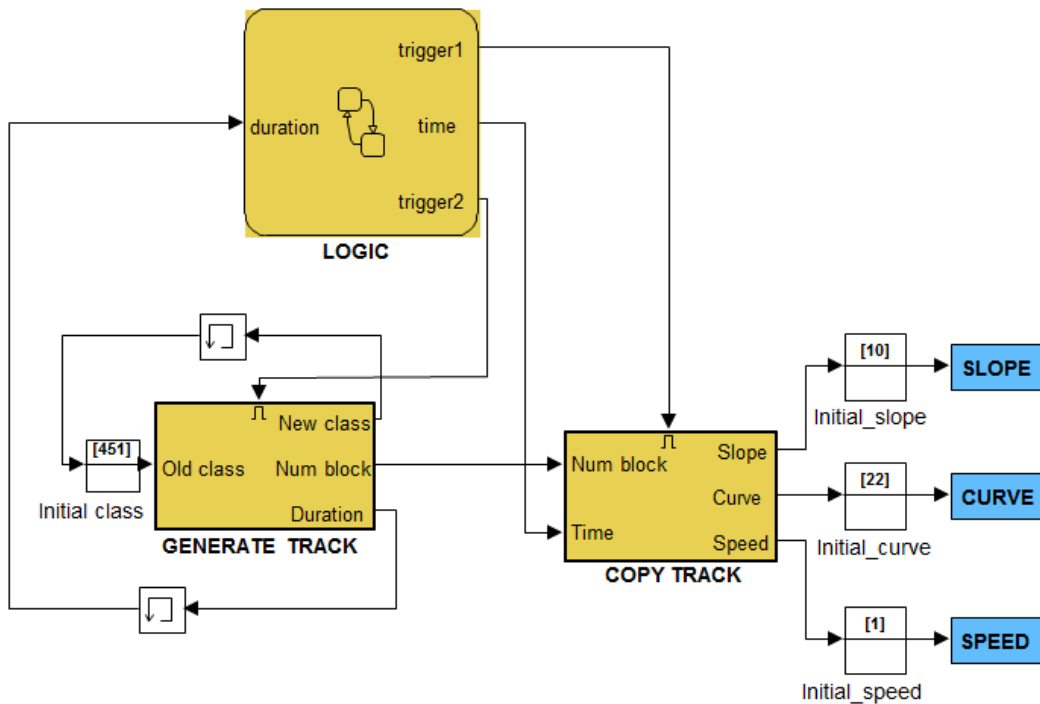 trigger1
duration
time
trigger2
LOGIC
[10]
SLOPE
Initial_slope
New class
[451]
Old class
Num block
Initial class
Duration
GENERATE TRACK
Num block
Slope
Curve
Time
Speed
COPY TRACK
[22]
CURVE
Initial_curve
[1]
SPEED
Initial_speed